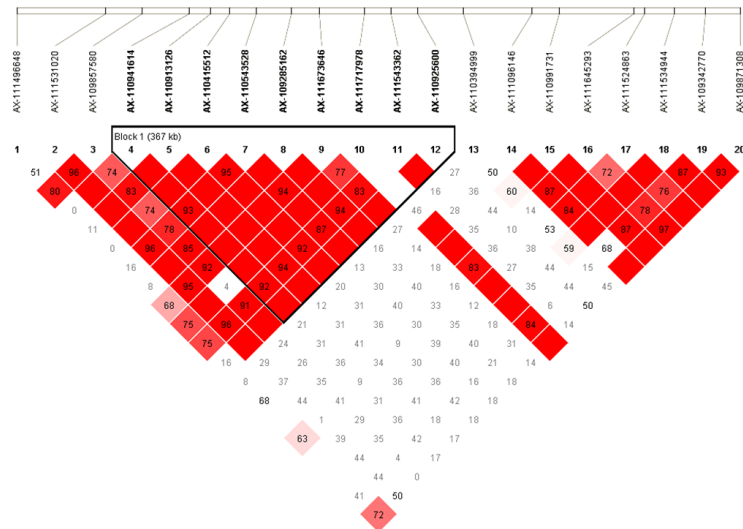 AX-111496648
AX-111531020
AX-109857580
AX-110941614
AX-110913126
AX-110415512
AX-110543528
AX-109285162
AX-111673646
AX-111717978
AX-111543362
AX-110925600
AX-110394999
AX-111096146
AX-110991731
AX-111645293
AX-111524863
AX-111534944
AX-109342770
AX-109871308
Block 1 (367 kb)
1 2 3 4 5 6 7 8 9 10 11 12 13 14 15 16 17 18 19 20
51 96 74 95 77 27 50 72 97 93
80 83 94 83 16 36 60 87 76
0 74 93 94 46 28 44 14 84 78
11 78 87 27 35 10 53 97 97
0 96 85 92 16 14 36 38 59 68
16 92 94 13 33 18 83 27 44 15
8 95 4 92 20 30 40 16 35 44 45
68 91 12 31 40 33 12 6 50
75 96 21 31 36 30 35 18 84 14
75 24 31 41 9 39 40 31
16 29 26 36 34 30 40 21 14
8 37 35 9 36 36 16 18
68 44 41 31 41 42 18
1 29 36 18 18
63 39 35 42 17
44 4 17
44 0
41 50
72